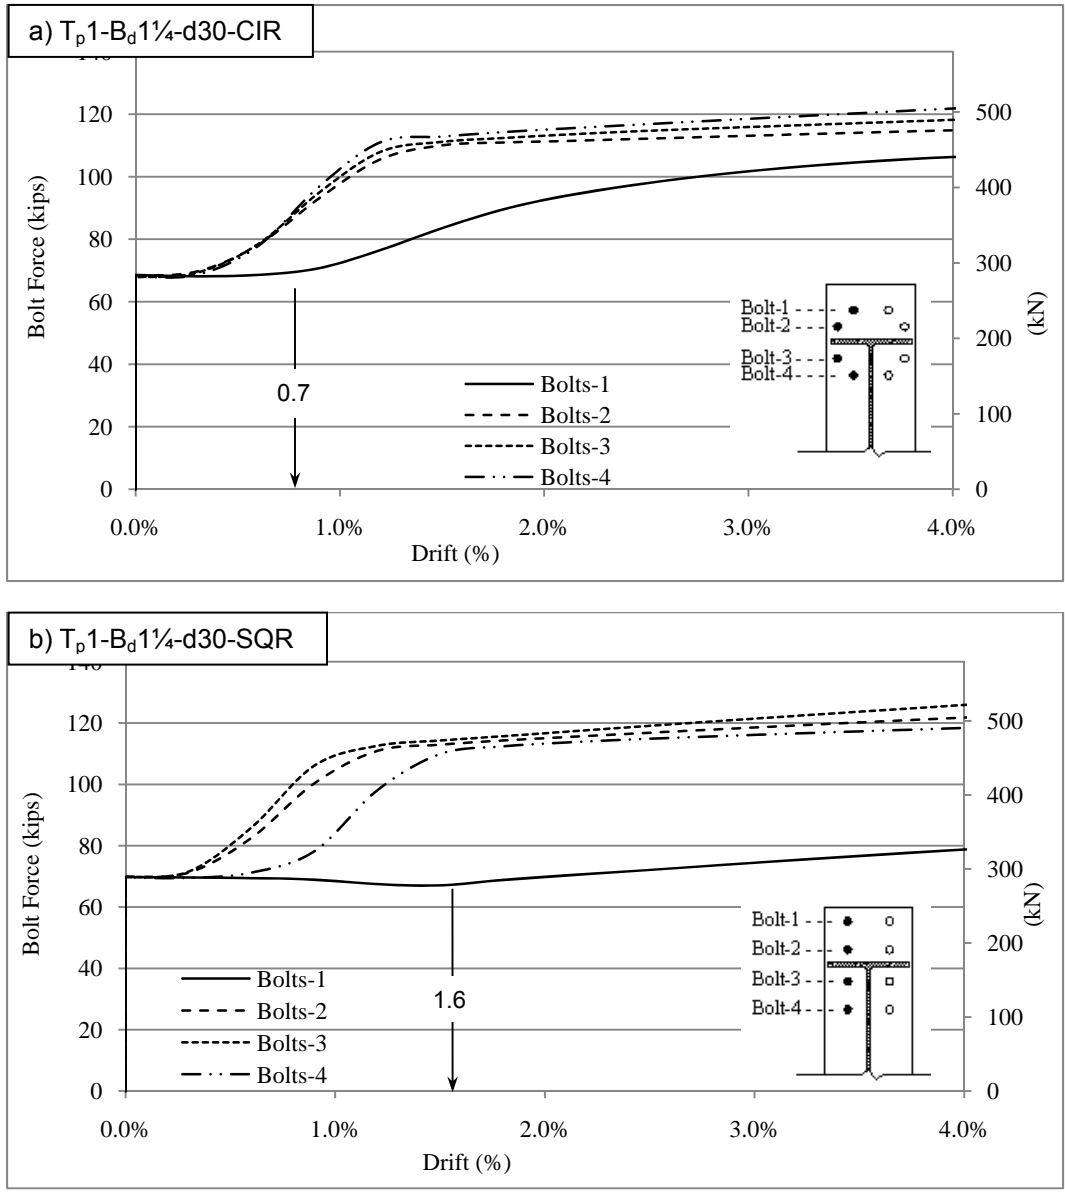 a) Tp1-Bd1¼-d30-CIR
120
100
80
60
40
20
0
500
400
300
200
100
0
0.0% 1.0% 2.0% 3.0% 4.0%
Drift (%)
Bolt Force (kips)
(kN)
0.7
Bolts-1
Bolts-2
Bolts-3
Bolts-4
Bolt-1
Bolt-2
Bolt-3
Bolt-4
b) Tp1-Bd1¼-d30-SQR
140
120
100
80
60
40
20
0
500
400
300
200
100
0
0.0% 1.0% 2.0% 3.0% 4.0%
Drift (%)
Bolt Force (kips)
(kN)
1.6
Bolts-1
Bolts-2
Bolts-3
Bolts-4
Bolt-1
Bolt-2
Bolt-3
Bolt-4